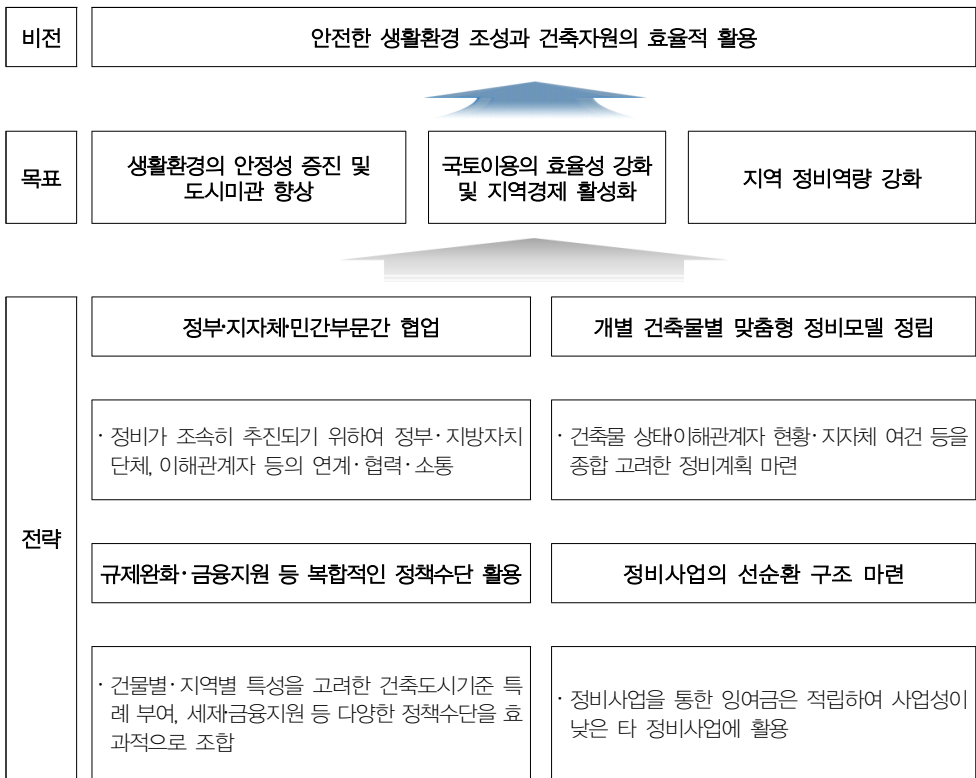 비전
안전한 생활환경 조성과 건축자원의 효율적 활용
목표
생활환경의 안정성 증진 및
도시미관 향상
국토이용의 효율성 강화
및 지역경제 활성화
지역 정비역량 강화
전략
정부·지자체·민간부문간 협업
개별 건축물별 맞춤형 정비모델 정립
· 정비가 조속히 추진되기 위하여 정부·지방자치
단체, 이해관계자 등의 연계·협력·소통
· 건축물 상태·이해관계자 현황·지자체 여건 등을
종합 고려한 정비계획 마련
규제완화·금융지원 등 복합적인 정책수단 활용
정비사업의 선순환 구조 마련
· 건물별·지역별 특성을 고려한 건축도시기준 특
례 부여, 세제·금융지원 등 다양한 정책수단을 효
과적으로 조합
· 정비사업을 통한 잉여금은 적립하여 사업성이
낮은 타 정비사업에 활용